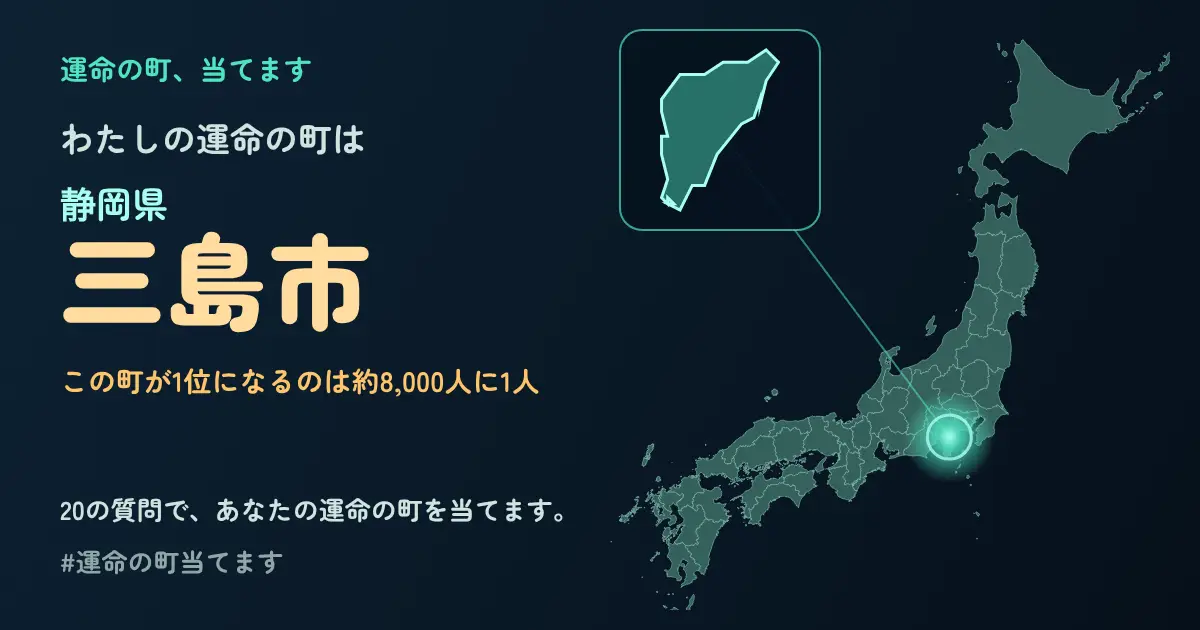 運命の町、当てます
わたしの運命の町は
静岡県
三島市
この町が1位になるのは約8,000人に1人
20の質問で、あなたの運命の町を当てます。
#運命の町当てます